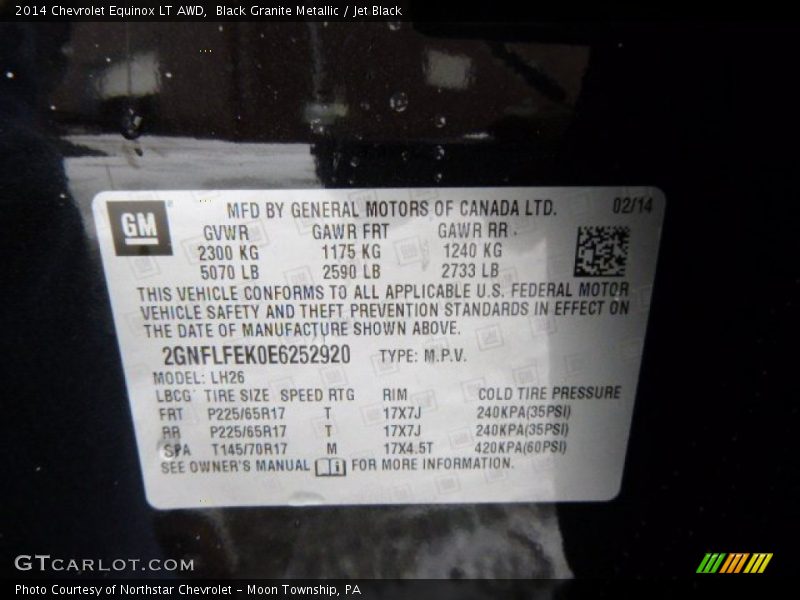 2014 Chevrolet Equinox LT AWD, Black Granite Metallic / Jet Black
GM
MFD BY GENERAL MOTORS OF CANADA LTD. 02/14
GVWR GAWR FRT GAWR RR
2300 KG 1175 KG 1240 KG
5070 LB 2590 LB 2733 LB
THIS VEHICLE CONFORMS TO ALL APPLICABLE U.S. FEDERAL MOTOR
VEHICLE SAFETY AND THEFT PREVENTION STANDARDS IN EFFECT ON
THE DATE OF MANUFACTURE SHOWN ABOVE.
2GNFLFEK0E6252920 TYPE: M.P.V.
MODEL: LH26
LBCG TIRE SIZE SPEED RTG RIM COLD TIRE PRESSURE
FRT P225/65R17 T 17X7J 240KPA(35PSI)
RR P225/65R17 T 17X7J 240KPA(35PSI)
SPA T145/70R17 M 17X4.5T 420KPA(60PSI)
SEE OWNER'S MANUAL FOR MORE INFORMATION.
GTCARLOT.COM
Photo Courtesy of Northstar Chevrolet - Moon Township, PA